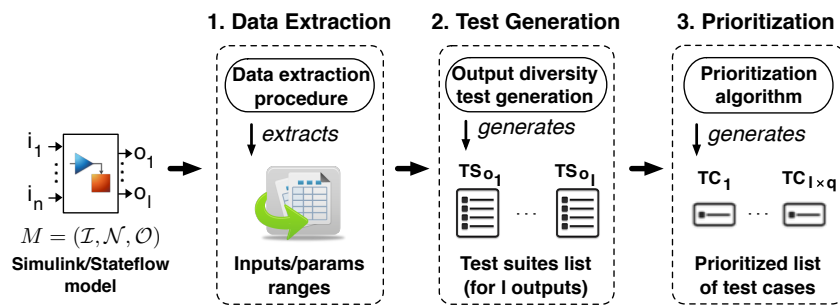 1. Data Extraction
2. Test Generation
3. Prioritization
Data extraction
procedure
extracts
Inputs/params
ranges
Output diversity
test generation
generates
TSo1
...
TSol
Test suites list
(for l outputs)
Prioritization
algorithm
generates
TC1
...
TCl×q
Prioritized list
of test cases
i1
in
o1
ol
M = (I, N, O)
Simulink/Stateflow
model